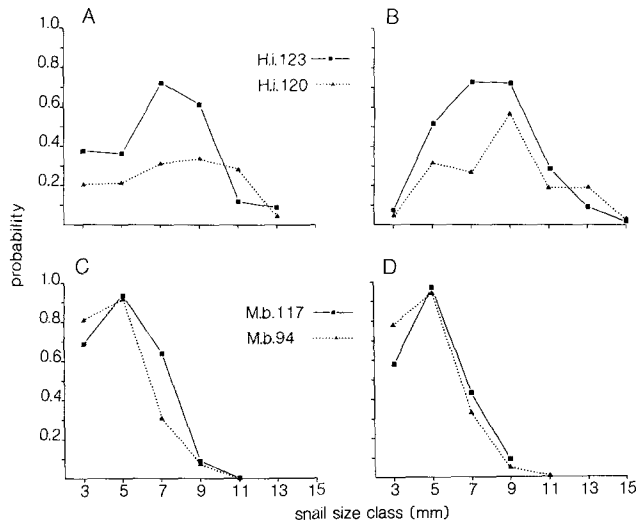 A
B
1.0
0.8
0.6
0.4
0.2
H.i.123
H.i.120
probability
C
D
1.0
0.8
0.6
0.4
0.2
M.b.117
M.b.94
3 5 7 9 11 13 15
3 5 7 9 11 13 15
snail size class (mm)